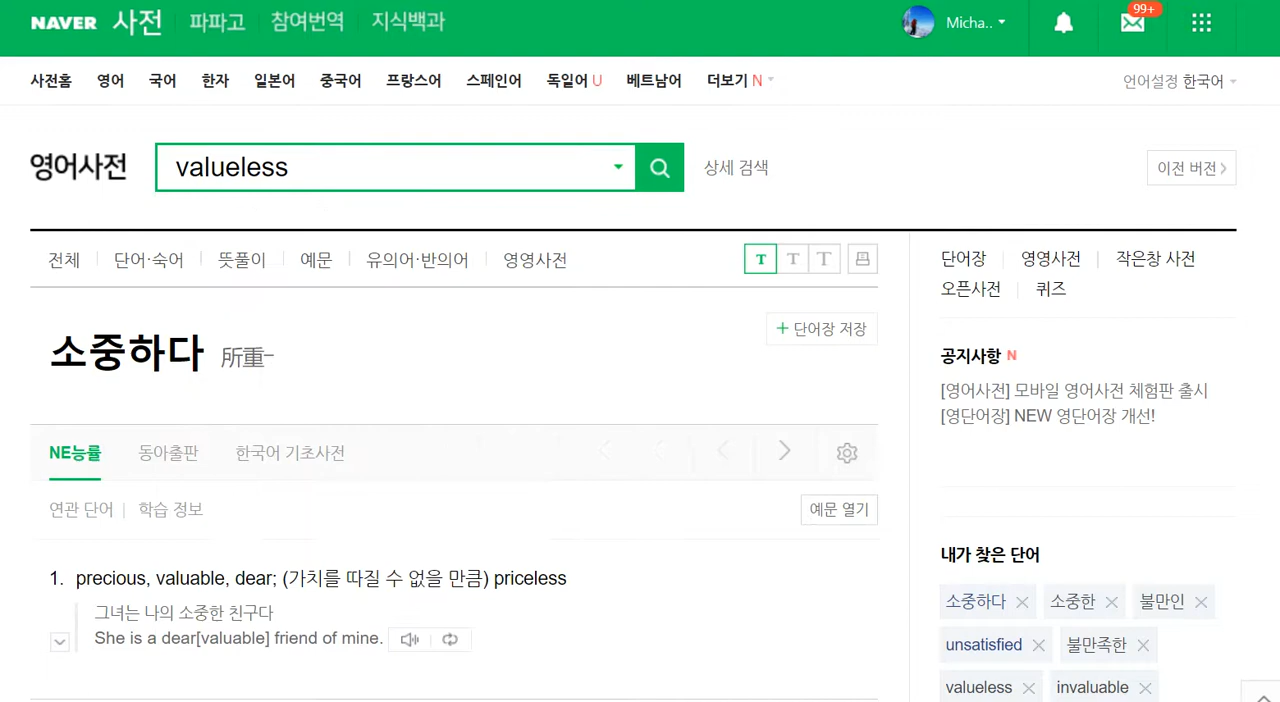 NAVER 사전 파파고 참여번역 지식백과 Micha.. 99+
사전홈 영어 국어 한자 일본어 중국어 프랑스어 스페인어 독일어 U 베트남어 더보기 N 언어설정 한국어
영어사전 valueless 상세 검색 이전 버전
전체 단어·숙어 뜻풀이 예문 유의어·반의어 영영사전 T T T
단어장 영영사전 작은창 사전
오픈사전 퀴즈
+ 단어장 저장
소중하다 所重-
공지사항 N
[영어사전] 모바일 영어사전 체험판 출시
[영단어장] NEW 영단어장 개선!
NE능률 동아출판 한국어 기초사전
연관 단어 학습 정보 예문 열기
내가 찾은 단어
1. precious, valuable, dear; (가치를 따질 수 없을 만큼) priceless
그녀는 나의 소중한 친구다
She is a dear[valuable] friend of mine.
소중하다 소중한 불만인
unsatisfied 불만족한
valueless invaluable